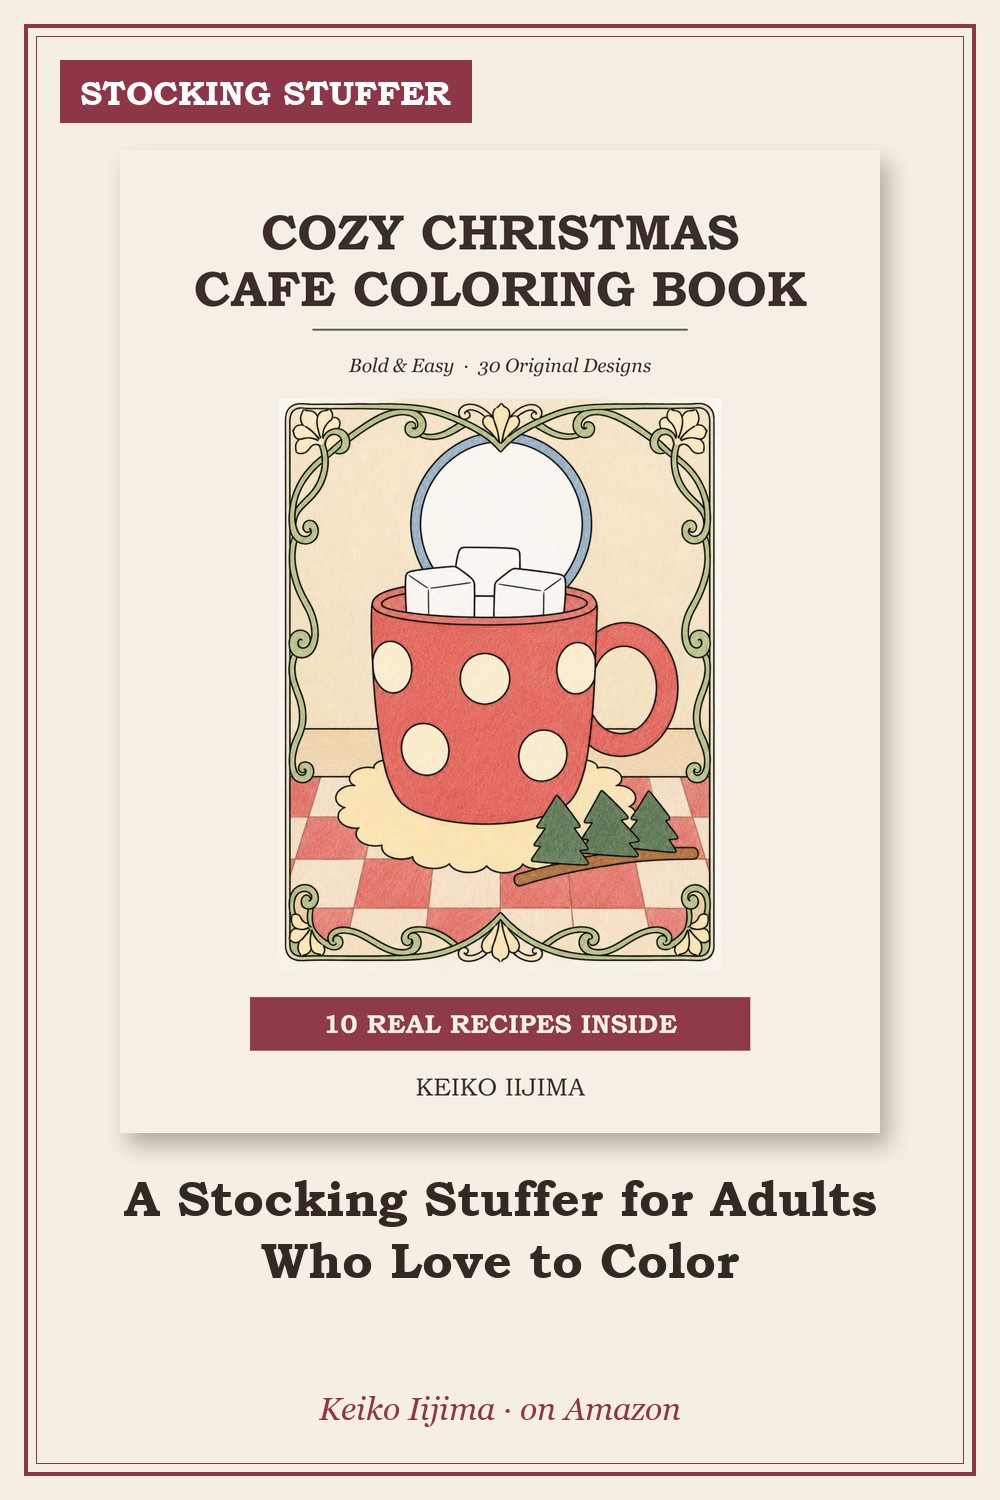 STOCKING STUFFER
COZY CHRISTMAS
CAFE COLORING BOOK
Bold & Easy · 30 Original Designs
10 REAL RECIPES INSIDE
KEIKO IIJIMA
A Stocking Stuffer for Adults
Who Love to Color
Keiko Iijima · on Amazon